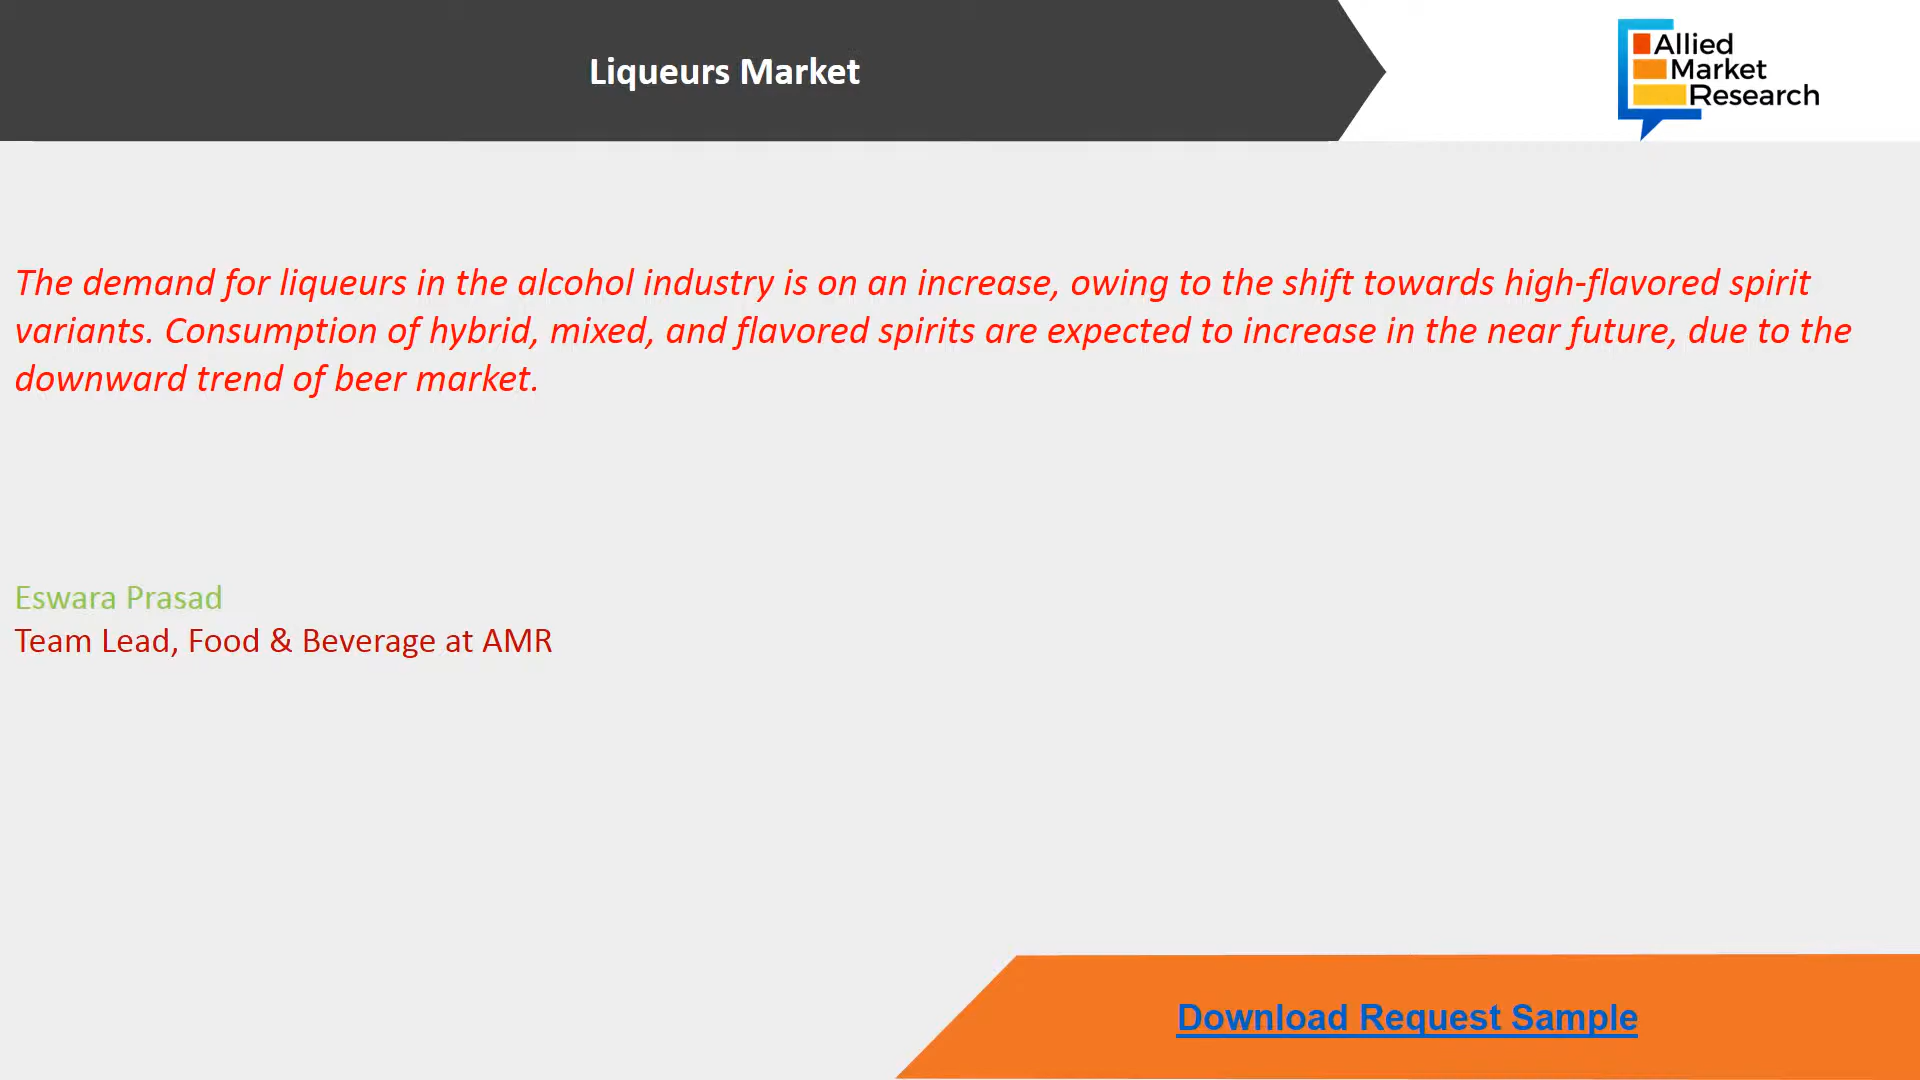 Liqueurs Market
Allied
Market
Research
The demand for liqueurs in the alcohol industry is on an increase, owing to the shift towards high-flavored spirit
variants. Consumption of hybrid, mixed, and flavored spirits are expected to increase in the near future, due to the
downward trend of beer market.
Eswara Prasad
Team Lead, Food & Beverage at AMR
Download Request Sample